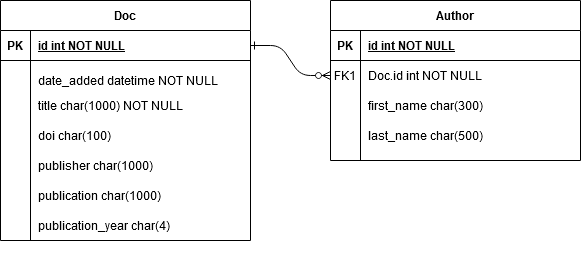 Doc
PK id int NOT NULL
date_added datetime NOT NULL
title char(1000) NOT NULL
doi char(100)
publisher char(1000)
publication char(1000)
publication_year char(4)
Author
PK id int NOT NULL
FK1 Doc.id int NOT NULL
first_name char(300)
last_name char(500)